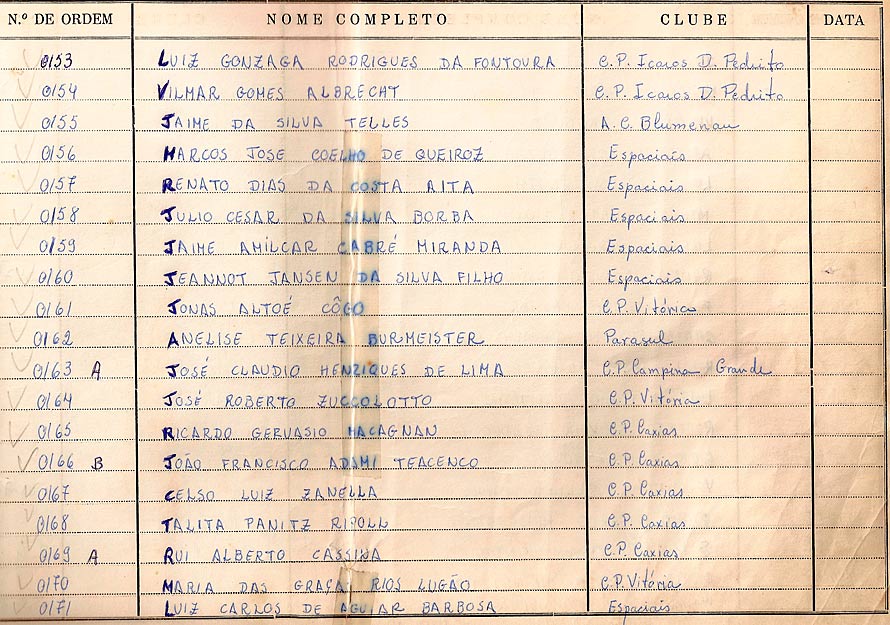 N.º DE ORDEM NOME COMPLETO CLUBE DATA
0153 LUIZ GONZAGA RODRIGUES DA FONTOURA C.P. Icaros D. Pedrito
0154 VILMAR GOMES ALBRECHT C.P. Icaros D. Pedrito
0155 JAIME DA SILVA TELLES A.C. Blumenau
0156 MARCOS JOSE COELHO DE QUEIROZ Espaciais
0157 RENATO DIAS DA COSTA AITA Espaciais
0158 JULIO CESAR DA SILVA BORBA Espaciais
0159 JAIME AMÍLCAR CABRÉ MIRANDA Espaciais
0160 JEANNOT JANSEN DA SILVA FILHO Espaciais
0161 JONAS ALTOÉ CÔGO C.P. Vitória
0162 ANELISE TEIXEIRA BURMEISTER Parasul
0163 A JOSÉ CLAUDIO HENRIQUES DE LIMA C.P. Campina Grande
0164 JOSÉ ROBERTO ZUCCOLOTTO C.P. Vitória
0165 RICARDO GERVASIO MACAGNAN C.P. Caxias
0166 B JOÃO FRANCISCO ADAMI TEACENCO C.P. Caxias
0167 CELSO LUIZ ZANELLA C.P. Caxias
0168 TALITA PANITZ RIPOLL C.P. Caxias
0169 A RUI ALBERTO CASSINA C.P. Caxias
0170 MARIA DAS GRAÇAS RIOS LUGÃO C.P. Vitória
0171 LUIZ CARLOS DE AGUIAR BARBOSA Espaciais